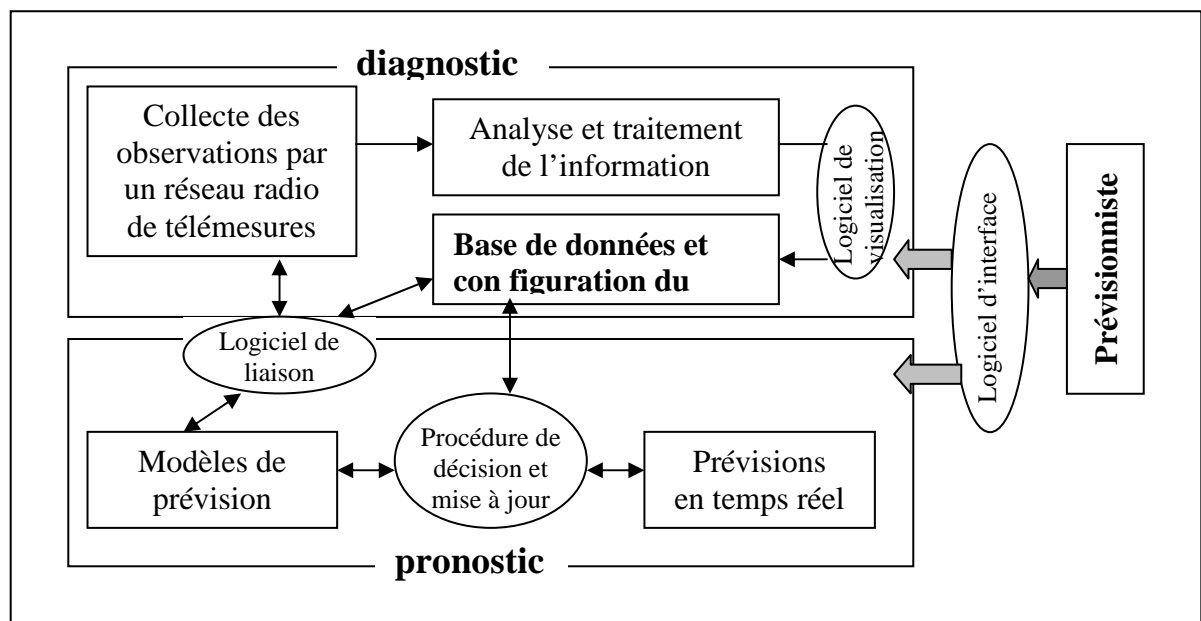 diagnostic
Collecte des
observations par
un réseau radio
de télémesures
Analyse et traitement
de l’information
Logiciel de
visualisation
Base de données et
con figuration du
Logiciel d’interface
Prévisionniste
Logiciel de
liaison
Modèles de
prévision
Procédure de
décision et
mise à jour
Prévisions
en temps réel
pronostic